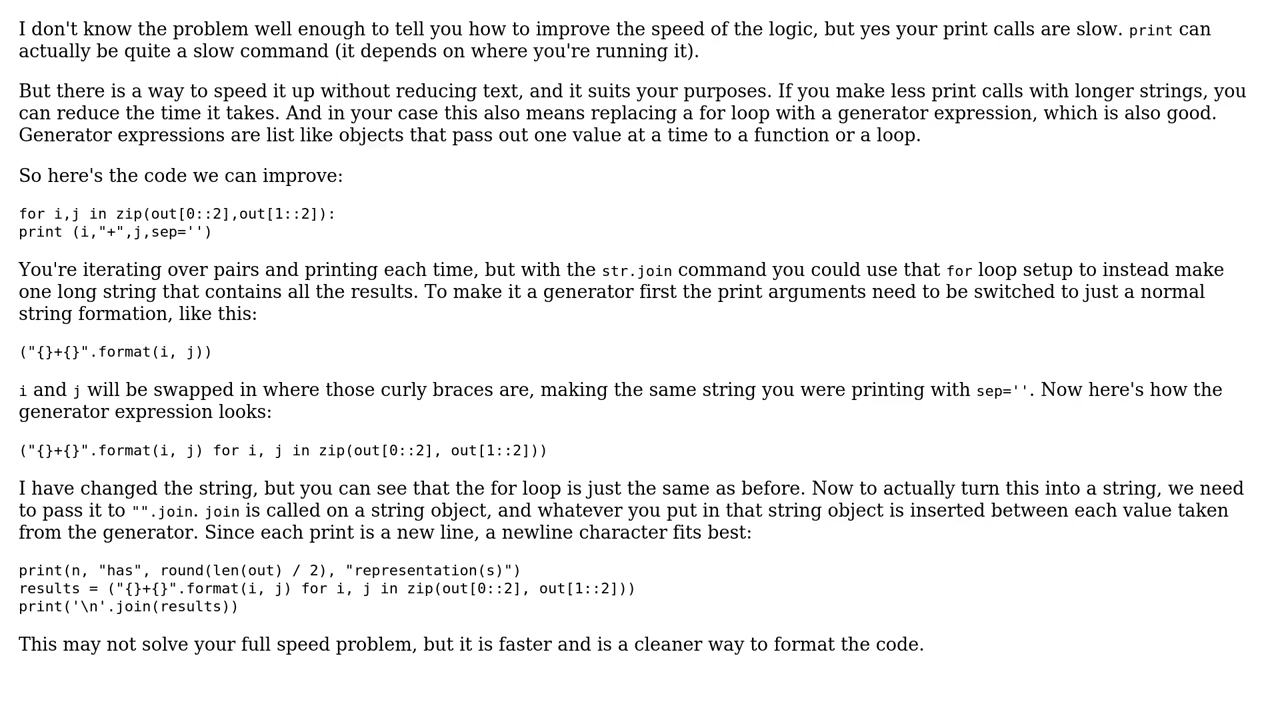 I don't know the problem well enough to tell you how to improve the speed of the logic, but yes your print calls are slow. print can
actually be quite a slow command (it depends on where you're running it).
But there is a way to speed it up without reducing text, and it suits your purposes. If you make less print calls with longer strings, you
can reduce the time it takes. And in your case this also means replacing a for loop with a generator expression, which is also good.
Generator expressions are list like objects that pass out one value at a time to a function or a loop.
So here's the code we can improve:
for i,j in zip(out[0::2],out[1::2]):
print (i,"+",j,sep='')
You're iterating over pairs and printing each time, but with the str.join command you could use that for loop setup to instead make
one long string that contains all the results. To make it a generator first the print arguments need to be switched to just a normal
string formation, like this:
("{}+{}".format(i, j))
i and j will be swapped in where those curly braces are, making the same string you were printing with sep=''. Now here's how the
generator expression looks:
("{}+{}".format(i, j) for i, j in zip(out[0::2], out[1::2]))
I have changed the string, but you can see that the for loop is just the same as before. Now to actually turn this into a string, we need
to pass it to "".join. join is called on a string object, and whatever you put in that string object is inserted between each value taken
from the generator. Since each print is a new line, a newline character fits best:
print(n, "has", round(len(out) / 2), "representation(s)")
results = ("{}+{}".format(i, j) for i, j in zip(out[0::2], out[1::2]))
print('\n'.join(results))
This may not solve your full speed problem, but it is faster and is a cleaner way to format the code.